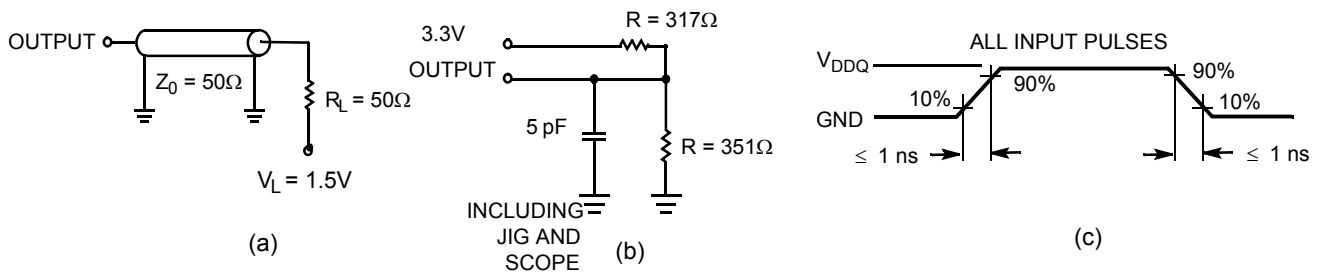 OUTPUT
Z0 = 50Ω
RL = 50Ω
VL = 1.5V
(a)
R = 317Ω
3.3V
OUTPUT
5 pF
R = 351Ω
INCLUDING
JIG AND
SCOPE
(b)
ALL INPUT PULSES
VDDQ
90%
90%
10%
10%
GND
≤ 1 ns
≤ 1 ns
(c)